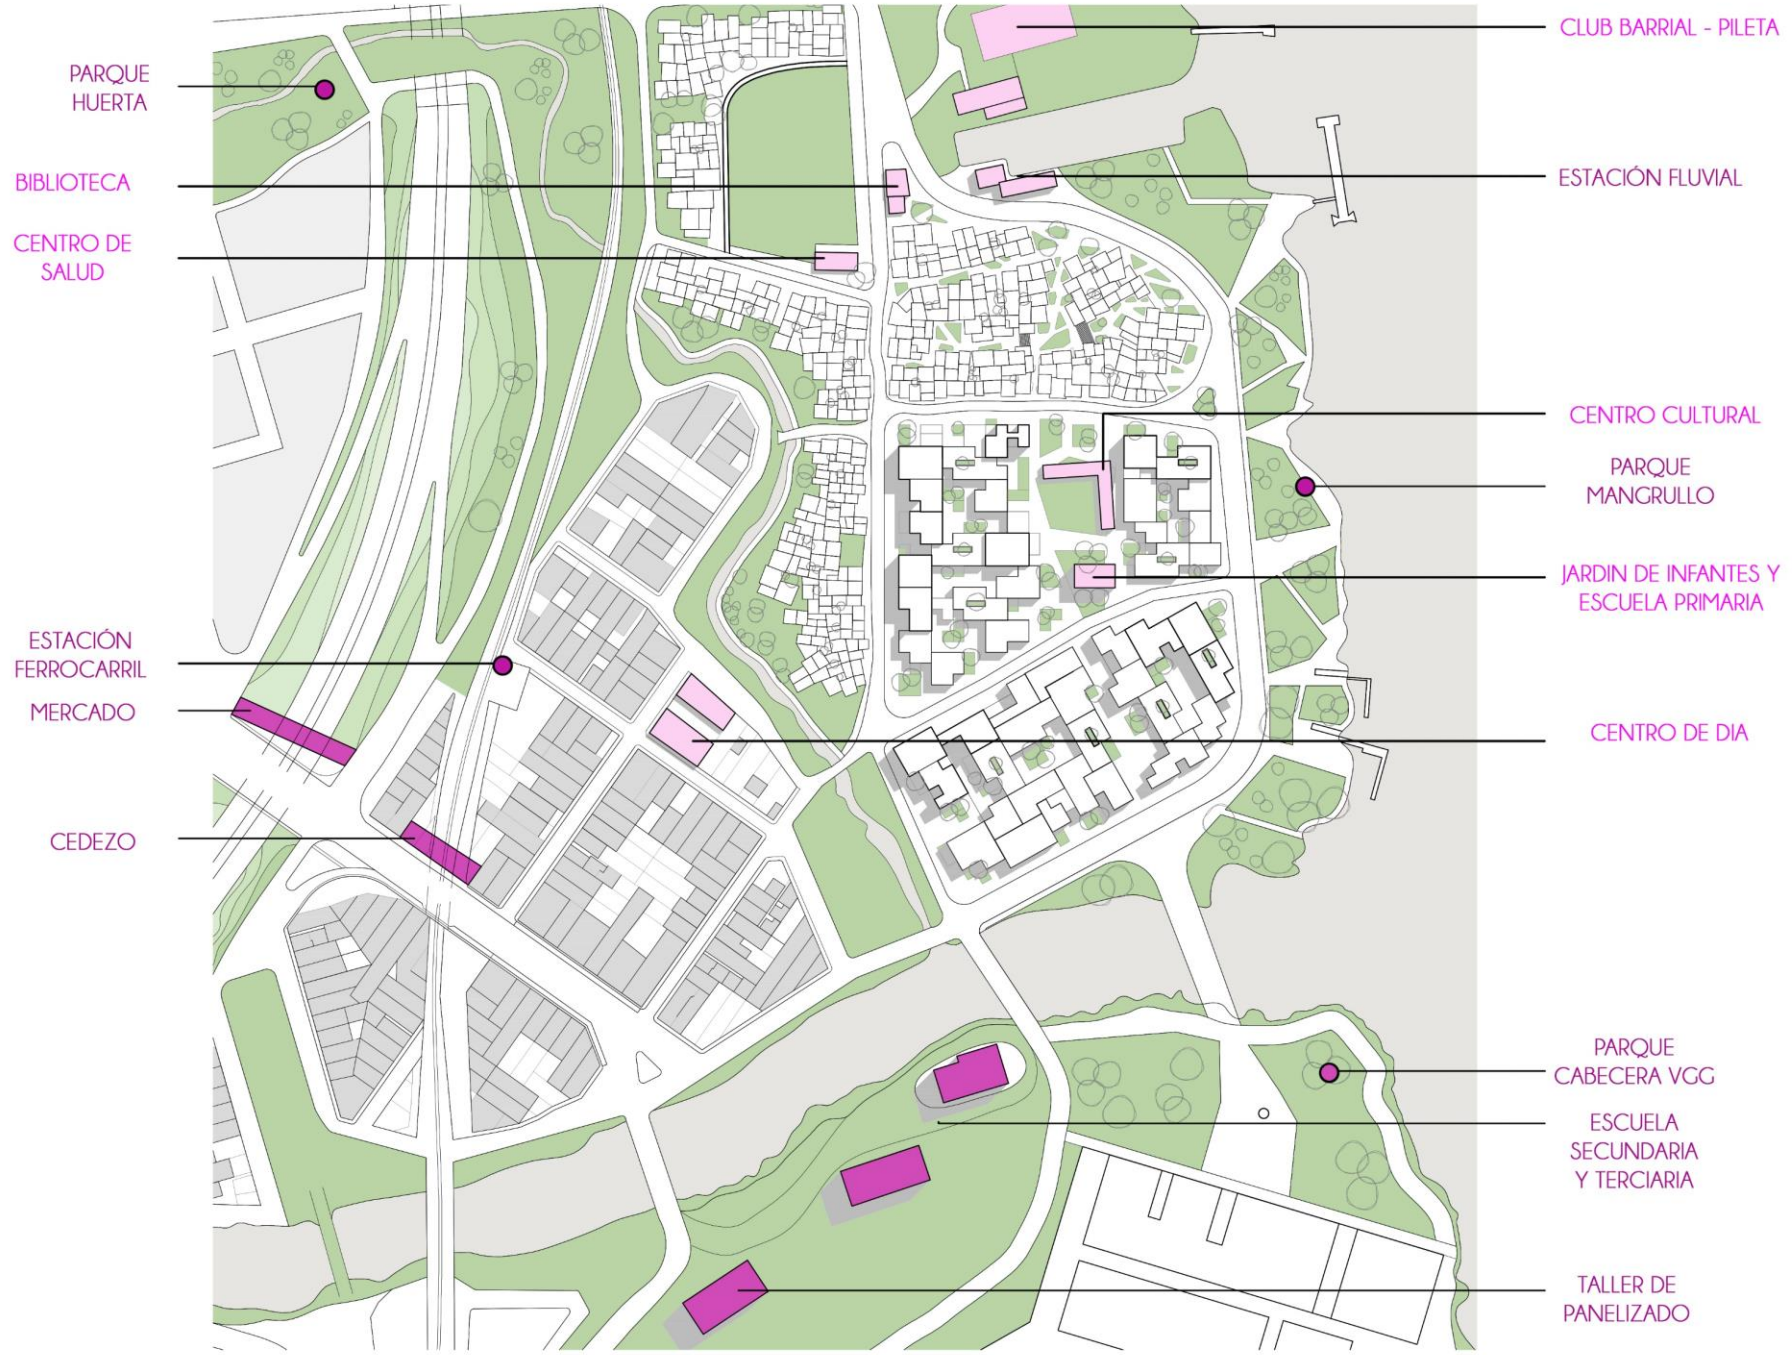 PARQUE
HUERTA
BIBLIOTECA
CENTRO DE
SALUD
ESTACIÓN
FERROCARRIL
MERCADO
CEDEZO
CLUB BARRIAL - PILETA
ESTACIÓN FLUVIAL
CENTRO CULTURAL
PARQUE
MANGRULLO
JARDIN DE INFANTES Y
ESCUELA PRIMARIA
CENTRO DE DIA
PARQUE
CABECERA VGG
ESCUELA
SECUNDARIA
Y TERCIARIA
TALLER DE
PANELIZADO